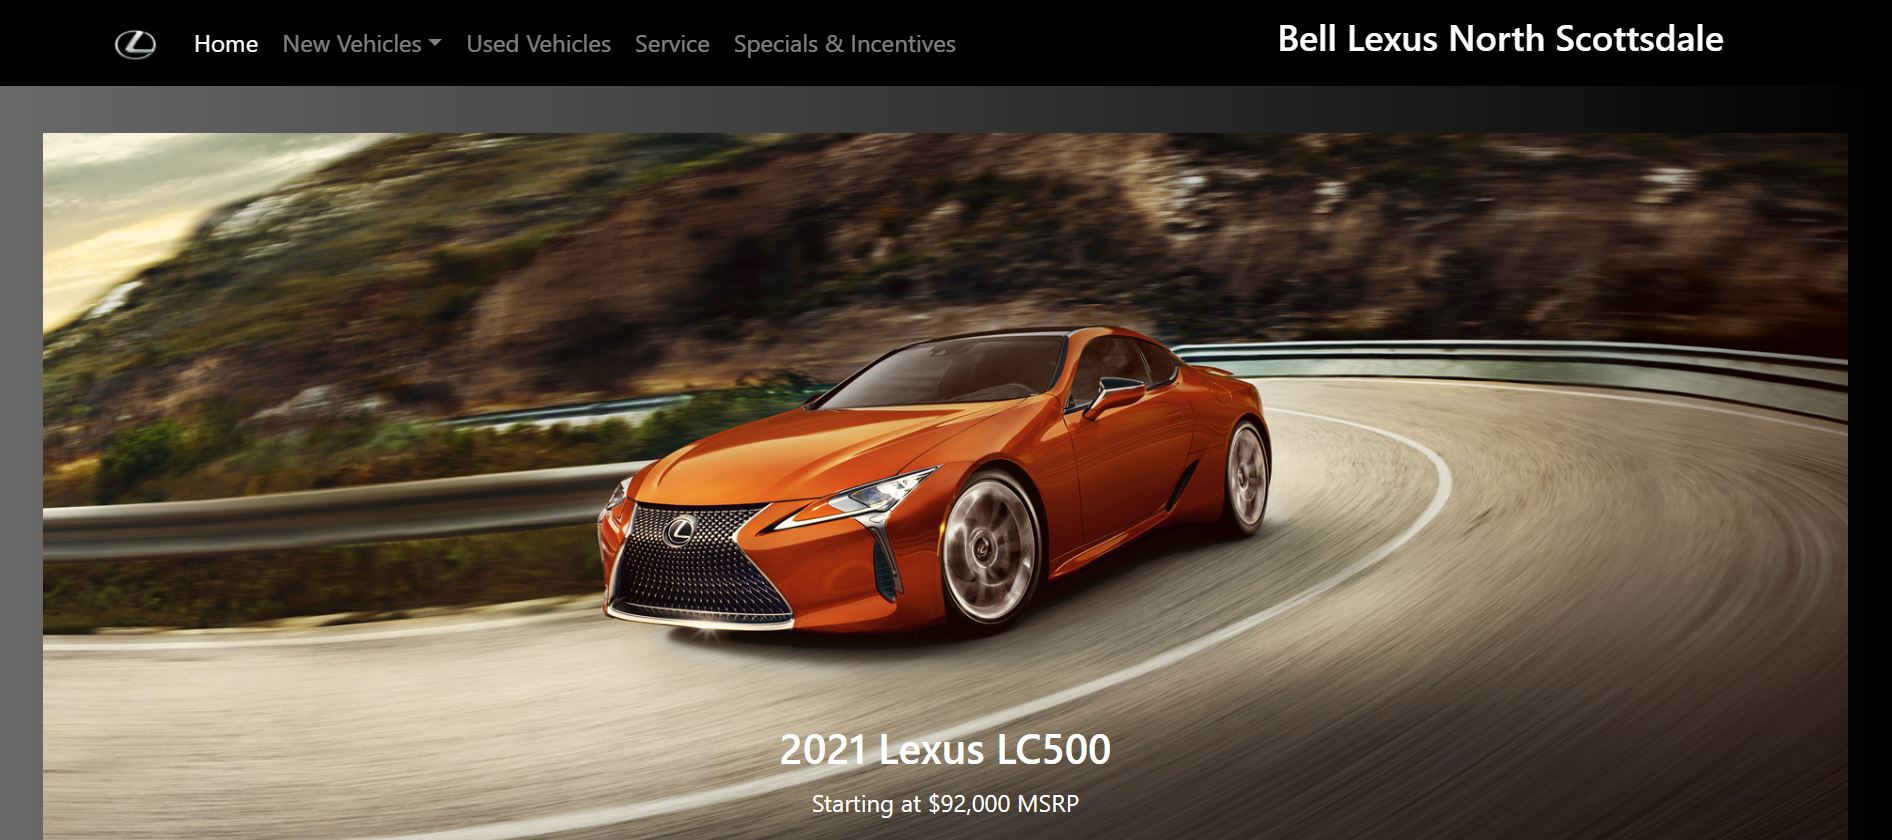 Home New Vehicles Used Vehicles Service Specials & Incentives
Bell Lexus North Scottsdale
2021 Lexus LC500
Starting at $92,000 MSRP